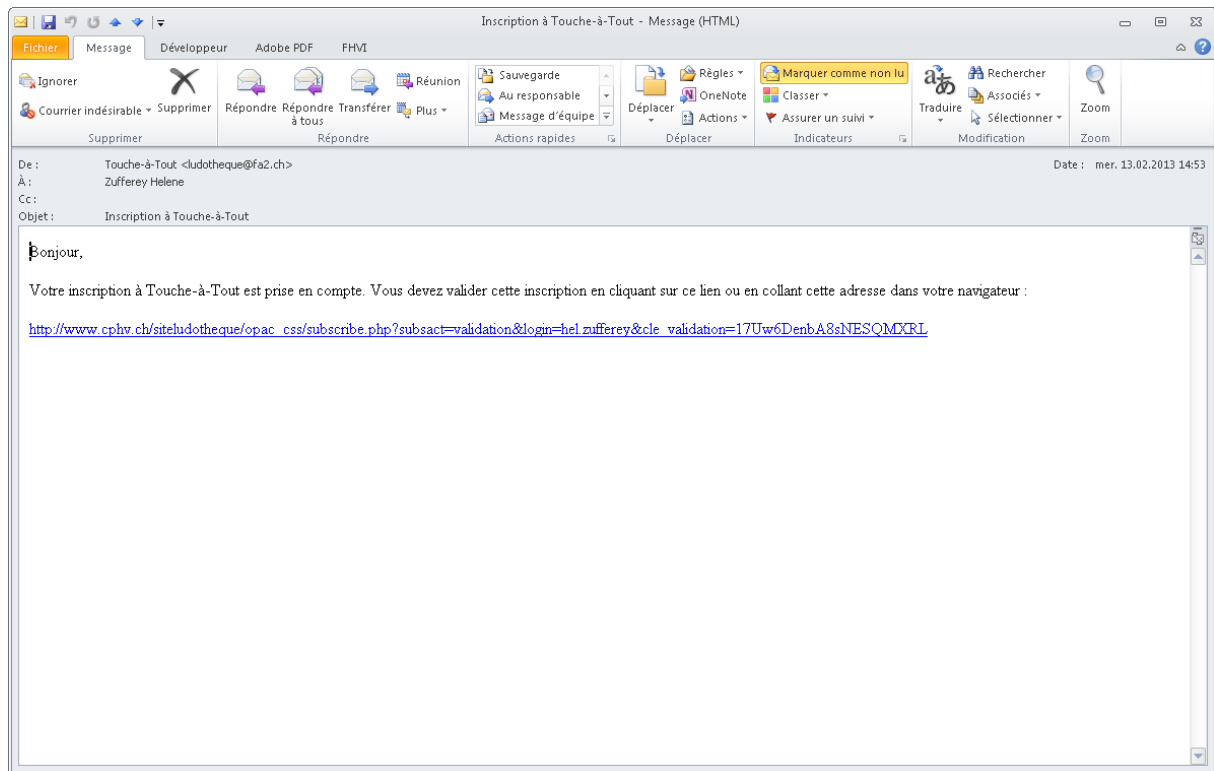 Inscription à Touche-à-Tout - Message (HTML)
Fichier Message Développeur Adobe PDF FHVI
Ignorer
Courrier indésirable
Supprimer
Supprimer
Répondre
Répondre à tous
Transférer
Réunion
Plus
Répondre
Sauvegarde
Au responsable
Message d'équipe
Actions rapides
Déplacer
Règles
OneNote
Actions
Déplacer
Marquer comme non lu
Classer
Assurer un suivi
Indicateurs
Traduire
Rechercher
Associés
Sélectionner
Modification
Zoom
Zoom
De : Touche-à-Tout <ludotheque@fa2.ch> Date : mer. 13.02.2013 14:53
À : Zufferey Helene
Cc :
Objet : Inscription à Touche-à-Tout
Bonjour,
Votre inscription à Touche-à-Tout est prise en compte. Vous devez valider cette inscription en cliquant sur ce lien ou en collant cette adresse dans votre navigateur :
http://www.cphv.ch/siteludotheque/opac_css/subscribe.php?subsact=validation&login=hel.zufferey&cle_validation=17Uw6DenbA8sNESQMXRL